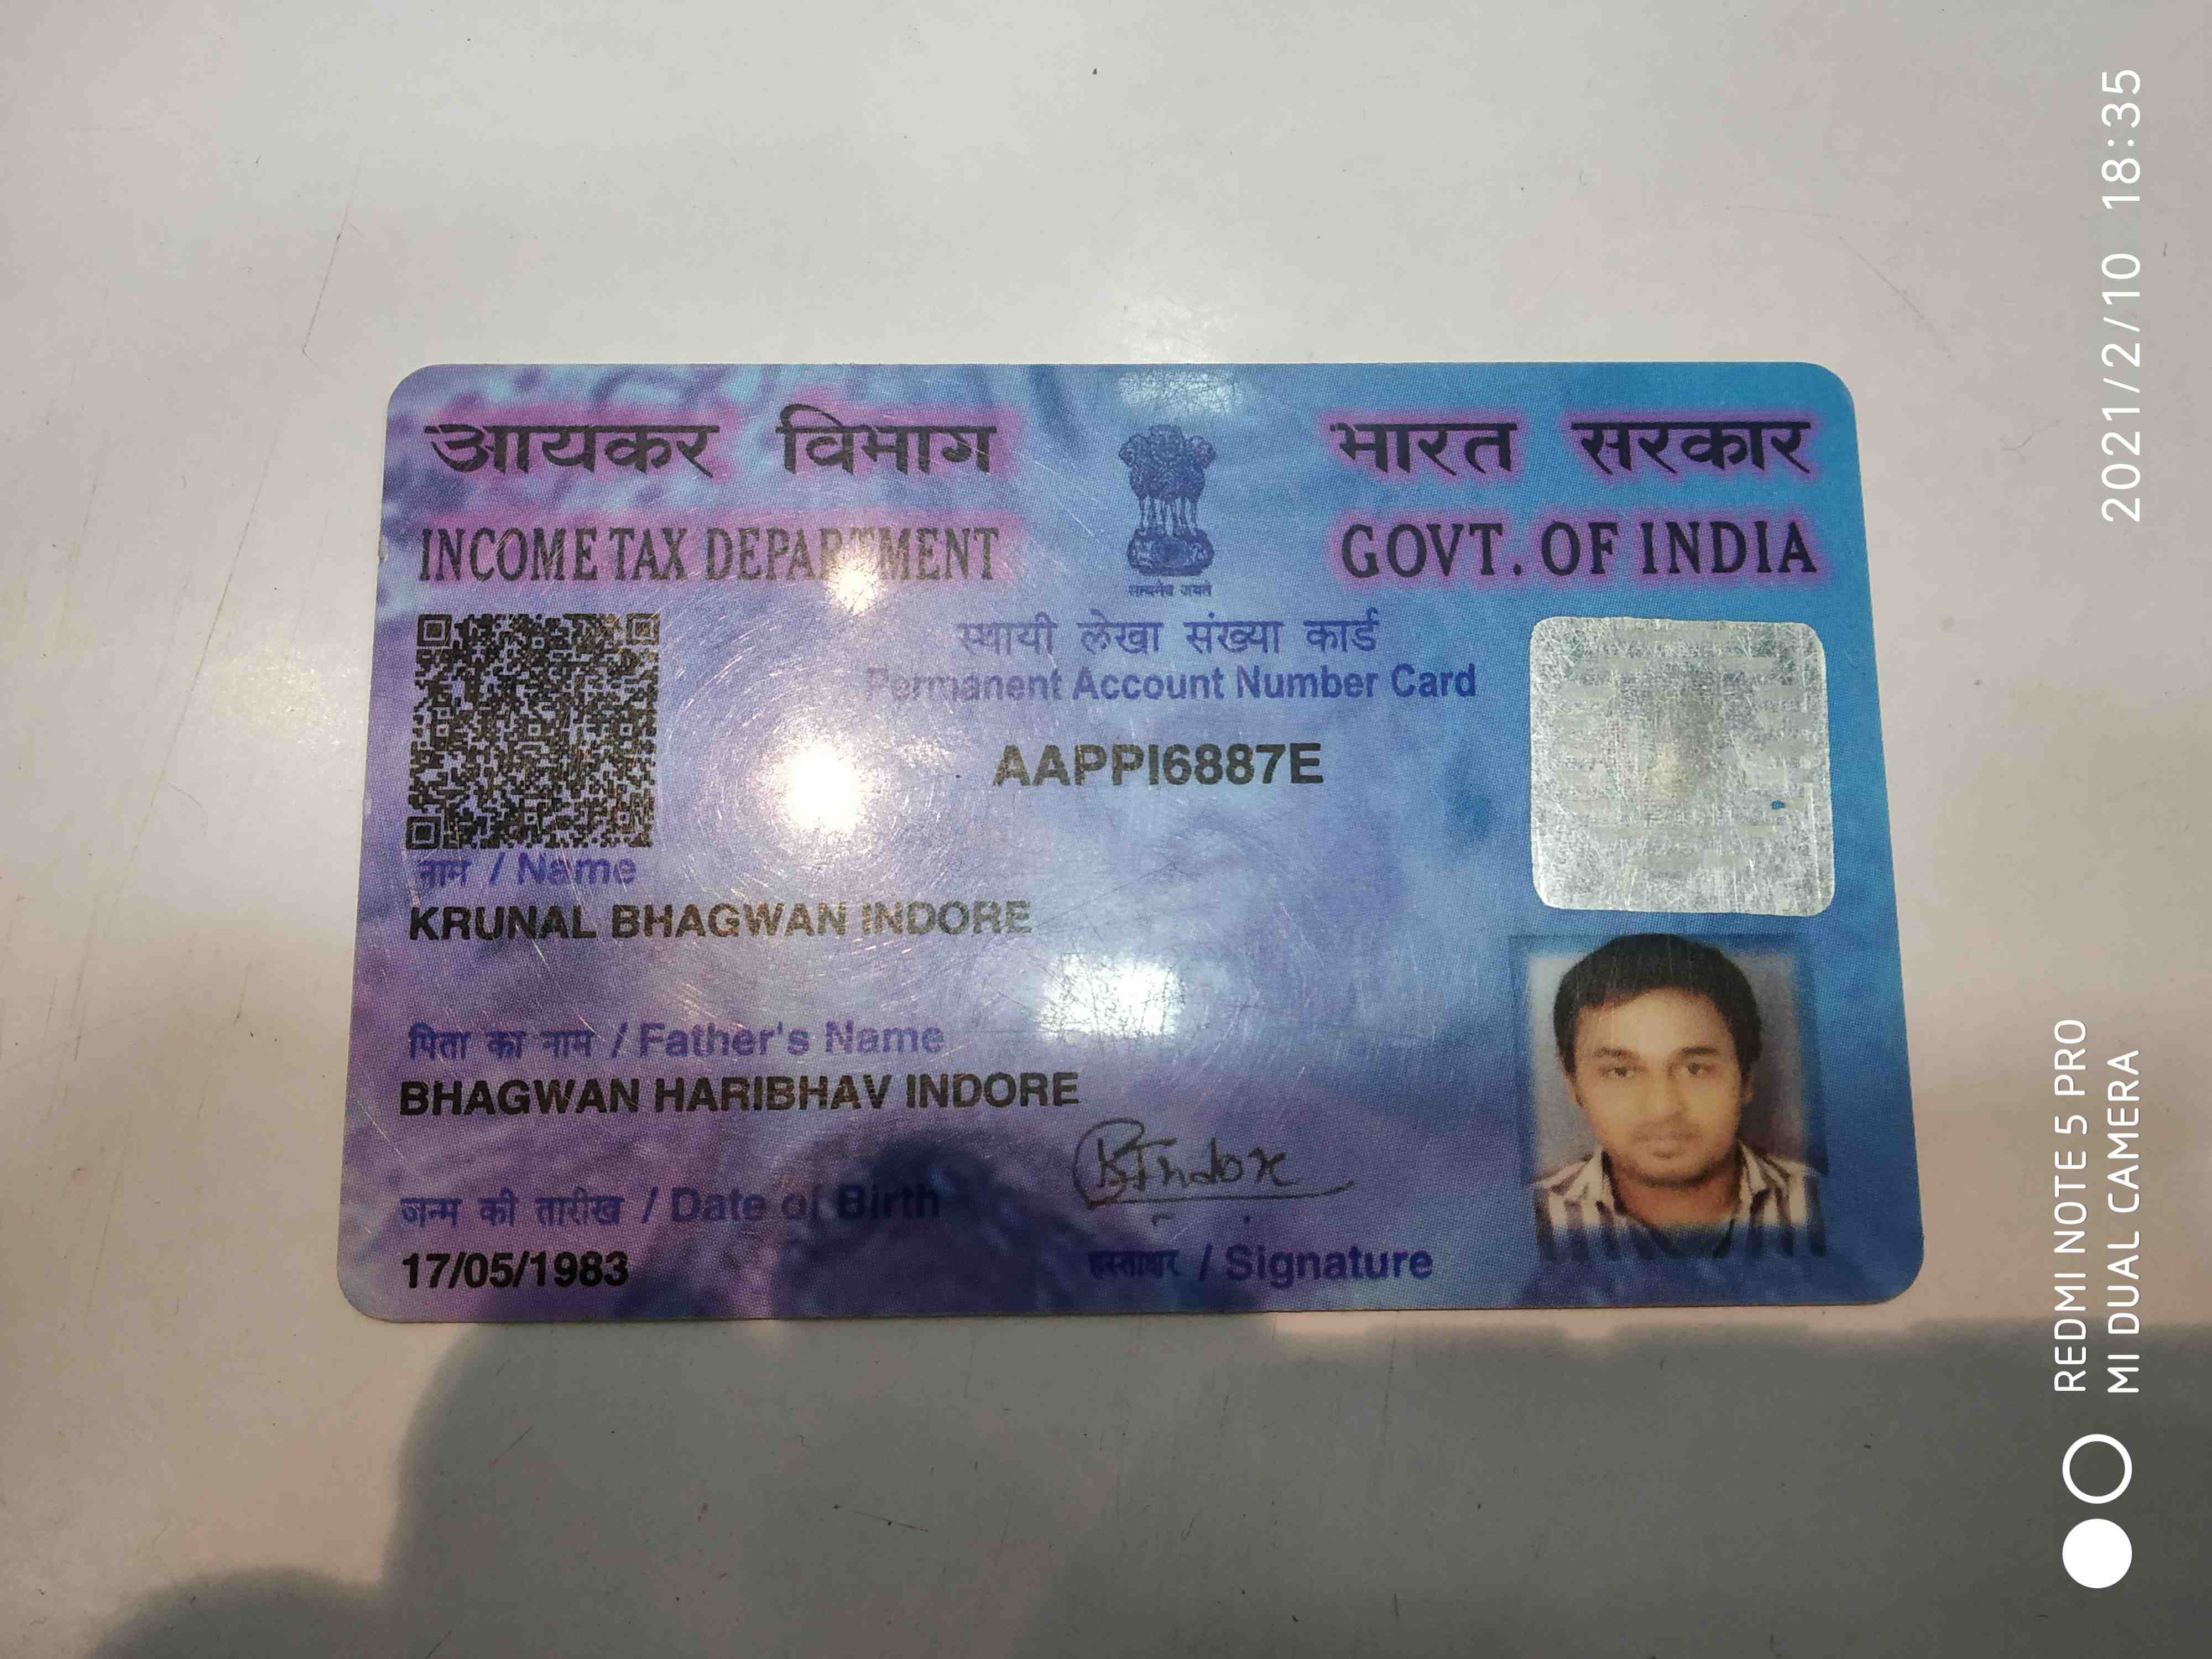 आयकर विभाग
भारत सरकार
INCOME TAX DEPARTMENT
GOVT. OF INDIA
सत्यमेव जयते
स्थायी लेखा संख्या कार्ड
Permanent Account Number Card
AAPPI6887E
नाम / Name
KRUNAL BHAGWAN INDORE
पिता का नाम / Father's Name
BHAGWAN HARIBHAV INDORE
जन्म की तारीख / Date of Birth
17/05/1983
हस्ताक्षर / Signature
REDMI NOTE 5 PRO
MI DUAL CAMERA
2021/2/10 18:35